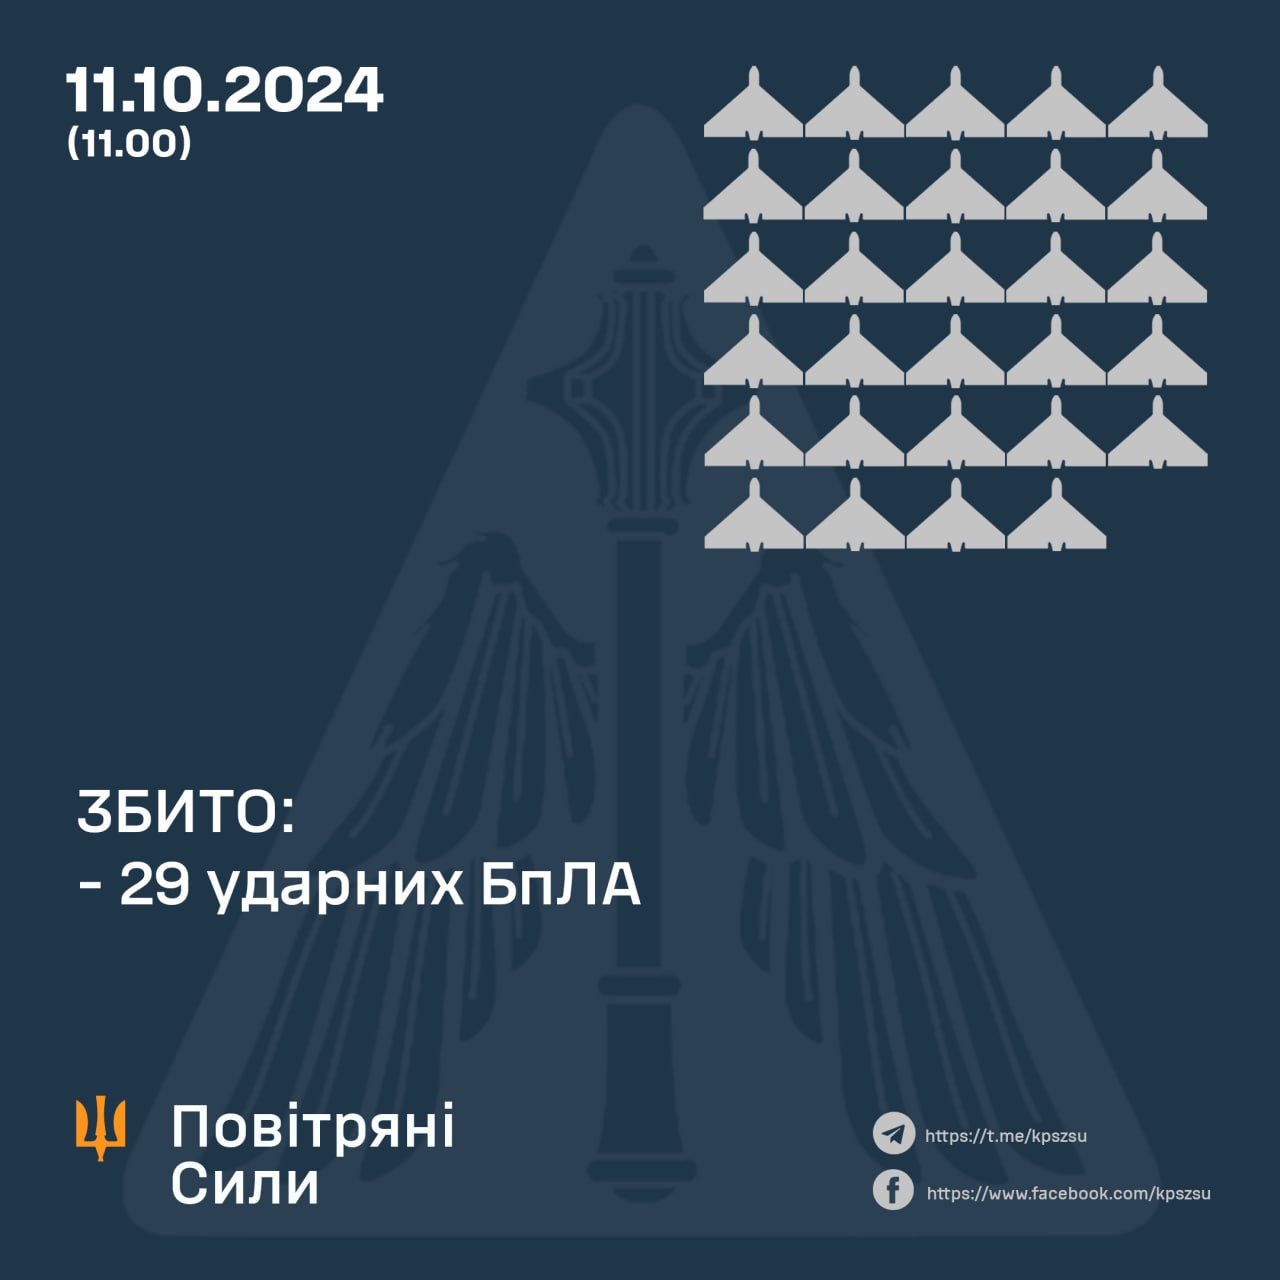 11.10.2024
(11.00)
ЗБИТО:
- 29 ударних БпЛА
Повітряні
Сили
https://t.me/kpszsu
https://www.facebook.com/kpszsu